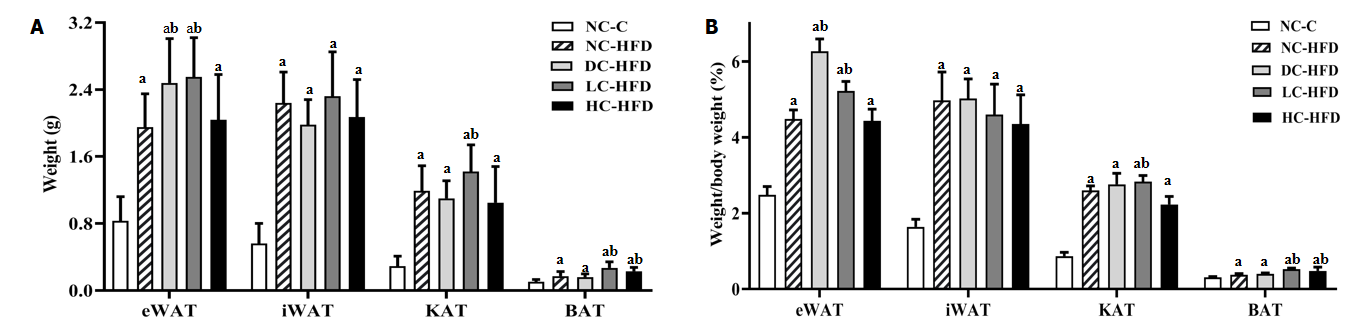 A
Weight (g)
3.2
2.4
1.6
0.8
0.0
a
ab
ab
a
a
a
a
a
a
a
ab
a
a
a
ab
ab
eWAT
iWAT
KAT
BAT
NC-C
NC-HFD
DC-HFD
LC-HFD
HC-HFD
B
Weight/body weight (%)
6
4
2
0
a
ab
ab
a
a
a
a
a
a
a
ab
a
a
a
ab
ab
eWAT
iWAT
KAT
BAT
NC-C
NC-HFD
DC-HFD
LC-HFD
HC-HFD